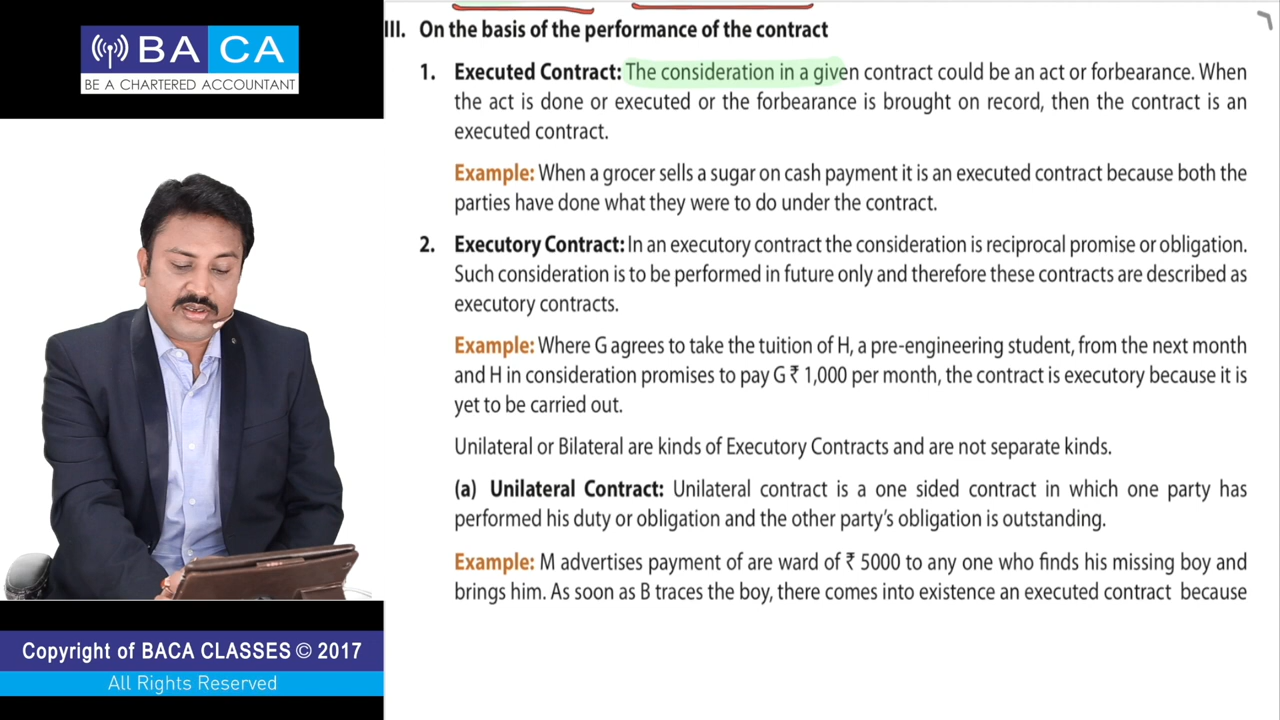 BACA
BE A CHARTERED ACCOUNTANT
III. On the basis of the performance of the contract
1. Executed Contract: The consideration in a given contract could be an act or forbearance. When
the act is done or executed or the forbearance is brought on record, then the contract is an
executed contract.
Example: When a grocer sells a sugar on cash payment it is an executed contract because both the
parties have done what they were to do under the contract.
2. Executory Contract: In an executory contract the consideration is reciprocal promise or obligation.
Such consideration is to be performed in future only and therefore these contracts are described as
executory contracts.
Example: Where G agrees to take the tuition of H, a pre-engineering student, from the next month
and H in consideration promises to pay G ₹ 1,000 per month, the contract is executory because it is
yet to be carried out.
Unilateral or Bilateral are kinds of Executory Contracts and are not separate kinds.
(a) Unilateral Contract: Unilateral contract is a one sided contract in which one party has
performed his duty or obligation and the other party's obligation is outstanding.
Example: M advertises payment of are ward of ₹ 5000 to any one who finds his missing boy and
brings him. As soon as B traces the boy, there comes into existence an executed contract because
Copyright of BACA CLASSES © 2017
All Rights Reserved